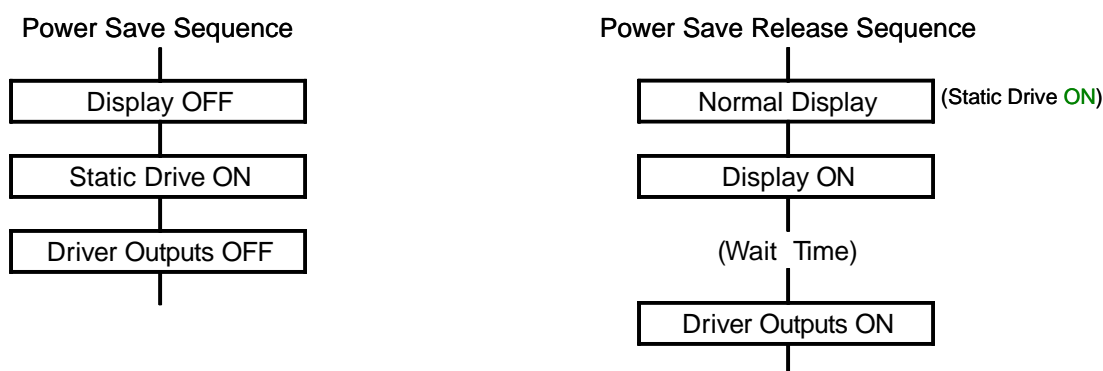 Power Save Sequence
Display OFF
Static Drive ON
Driver Outputs OFF
Power Save Release Sequence
Normal Display
(Static Drive ON)
Display ON
(Wait Time)
Driver Outputs ON